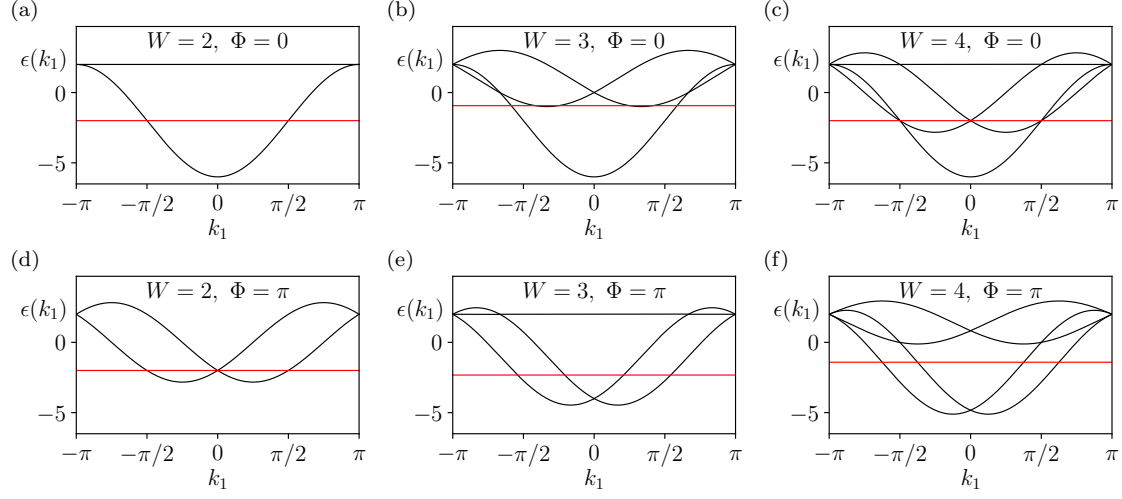 (a)
W = 2, Φ = 0
ϵ(k₁)
0
−5
−π
−π/2
0
π/2
π
k₁
(b)
W = 3, Φ = 0
ϵ(k₁)
0
−5
−π
−π/2
0
π/2
π
k₁
(c)
W = 4, Φ = 0
ϵ(k₁)
0
−5
−π
−π/2
0
π/2
π
k₁
(d)
W = 2, Φ = π
ϵ(k₁)
0
−5
−π
−π/2
0
π/2
π
k₁
(e)
W = 3, Φ = π
ϵ(k₁)
0
−5
−π
−π/2
0
π/2
π
k₁
(f)
W = 4, Φ = π
ϵ(k₁)
0
−5
−π
−π/2
0
π/2
π
k₁